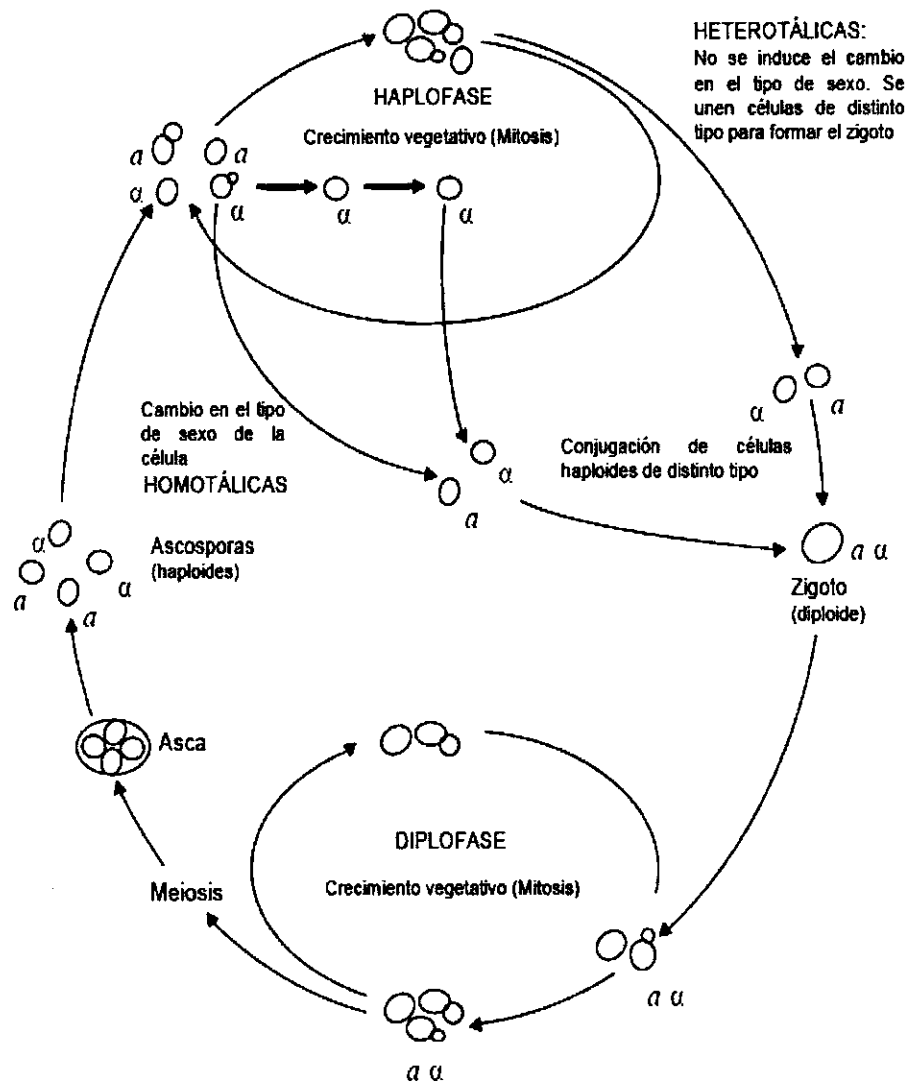 HETEROTÁLICAS:
No se induce el cambio
en el tipo de sexo. Se
unen células de distinto
tipo para formar el zigoto
HAPLOFASE
Crecimiento vegetativo (Mitosis)
a
a
α
α
α
α
Cambio en el tipo
de sexo de la
célula
HOMOTÁLICAS
α
a
Conjugación de células
haploides de distinto tipo
α
a
a α
Zigoto
(diploide)
Ascosporas
(haploides)
α
a
a
α
Asca
Meiosis
DIPLOFASE
Crecimiento vegetativo (Mitosis)
a α
a α